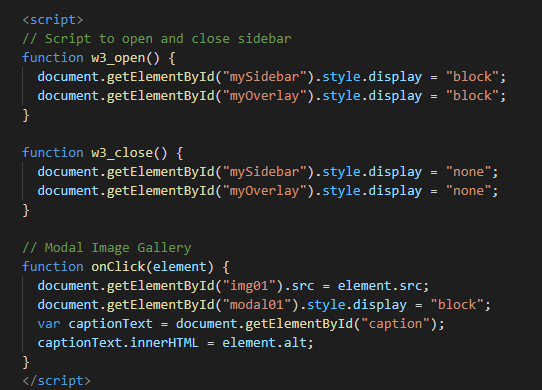 <script>
// Script to open and close sidebar
function w3_open() {
  document.getElementById("mySidebar").style.display = "block";
  document.getElementById("myOverlay").style.display = "block";
}

function w3_close() {
  document.getElementById("mySidebar").style.display = "none";
  document.getElementById("myOverlay").style.display = "none";
}

// Modal Image Gallery
function onClick(element) {
  document.getElementById("img01").src = element.src;
  document.getElementById("modal01").style.display = "block";
  var captionText = document.getElementById("caption");
  captionText.innerHTML = element.alt;
}
</script>